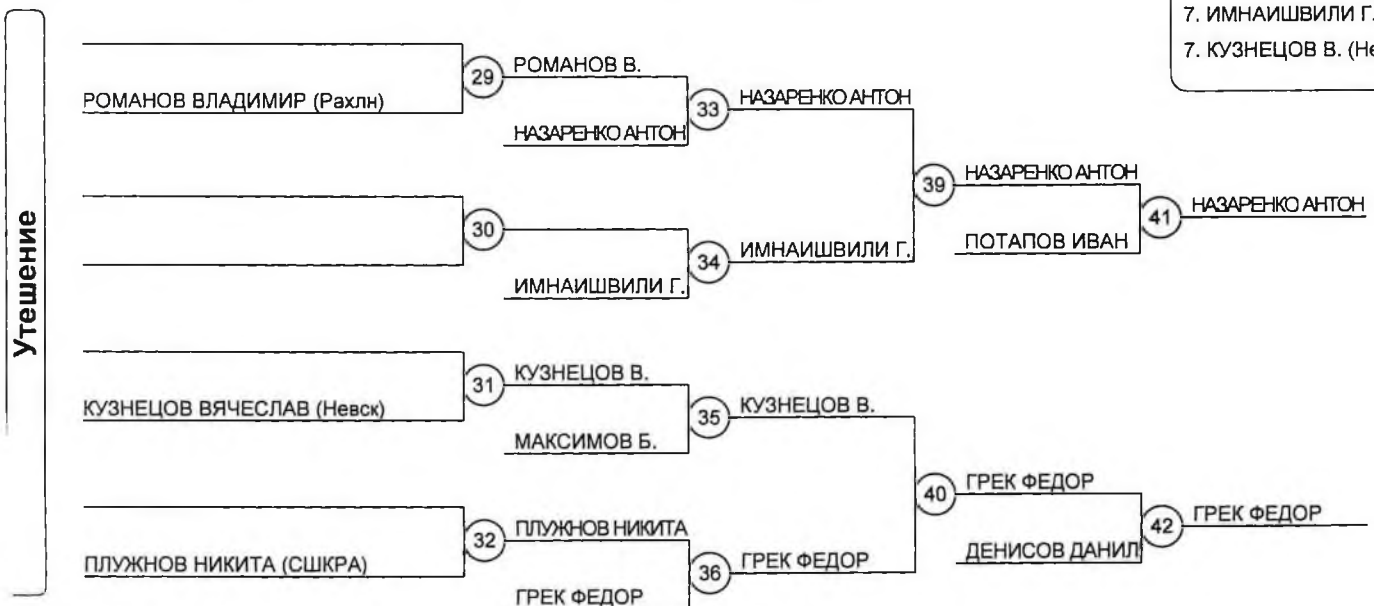 7. ИМНАИШВИЛИ Г.
7. КУЗНЕЦОВ В. (Не
Утешение
29
РОМАНОВ В.
РОМАНОВ ВЛАДИМИР (Рахлн)
33
НАЗАРЕНКО АНТОН
НАЗАРЕНКО АНТОН
39
НАЗАРЕНКО АНТОН
30
34
ИМНАИШВИЛИ Г.
ИМНАИШВИЛИ Г.
ПОТАПОВ ИВАН
41
НАЗАРЕНКО АНТОН
31
КУЗНЕЦОВ В.
КУЗНЕЦОВ ВЯЧЕСЛАВ (Невск)
35
КУЗНЕЦОВ В.
МАКСИМОВ Б.
40
ГРЕК ФЕДОР
32
ПЛУЖНОВ НИКИТА
ПЛУЖНОВ НИКИТА (СШКРА)
36
ГРЕК ФЕДОР
ГРЕК ФЕДОР
ДЕНИСОВ ДАНИЛ
42
ГРЕК ФЕДОР